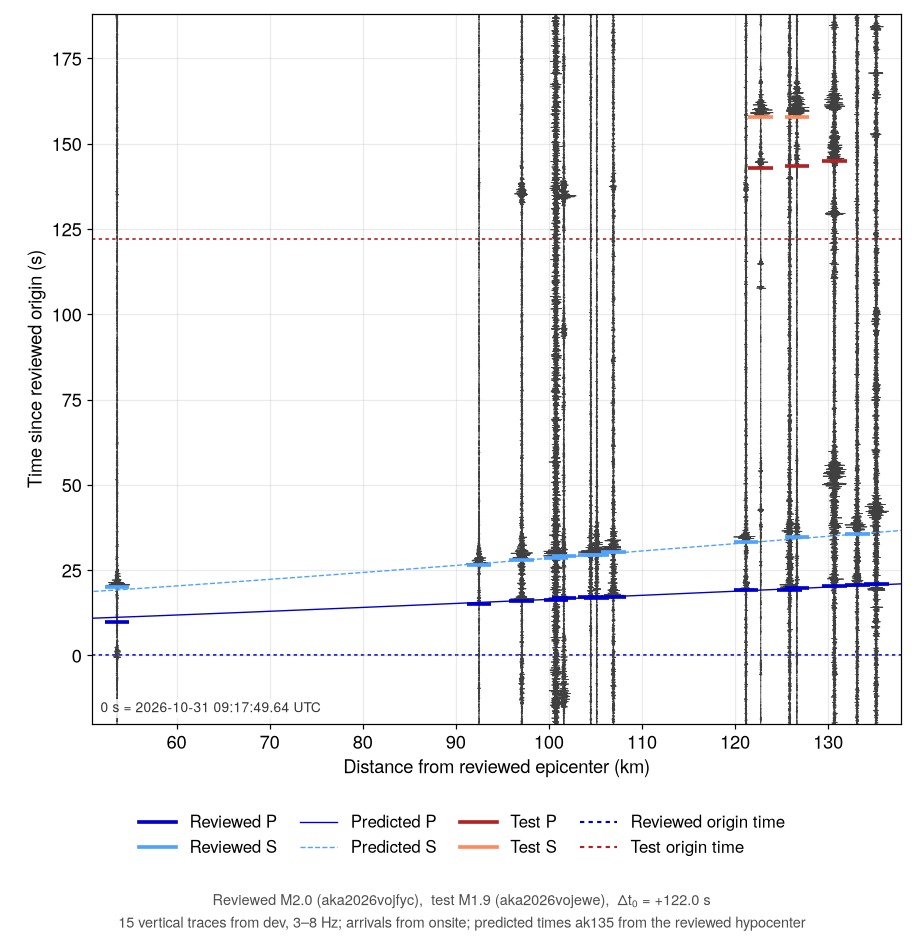 175
150
125
100
75
50
25
0
Time since reviewed origin (s)
0 s = 2026-10-31 09:17:49.64 UTC
60 70 80 90 100 110 120 130
Distance from reviewed epicenter (km)
Reviewed P Predicted P Test P Reviewed origin time
Reviewed S Predicted S Test S Test origin time
Reviewed M2.0 (aka2026vojfyc), test M1.9 (aka2026vojewe), Δt₀ = +122.0 s
15 vertical traces from dev, 3–8 Hz; arrivals from onsite; predicted times ak135 from the reviewed hypocenter